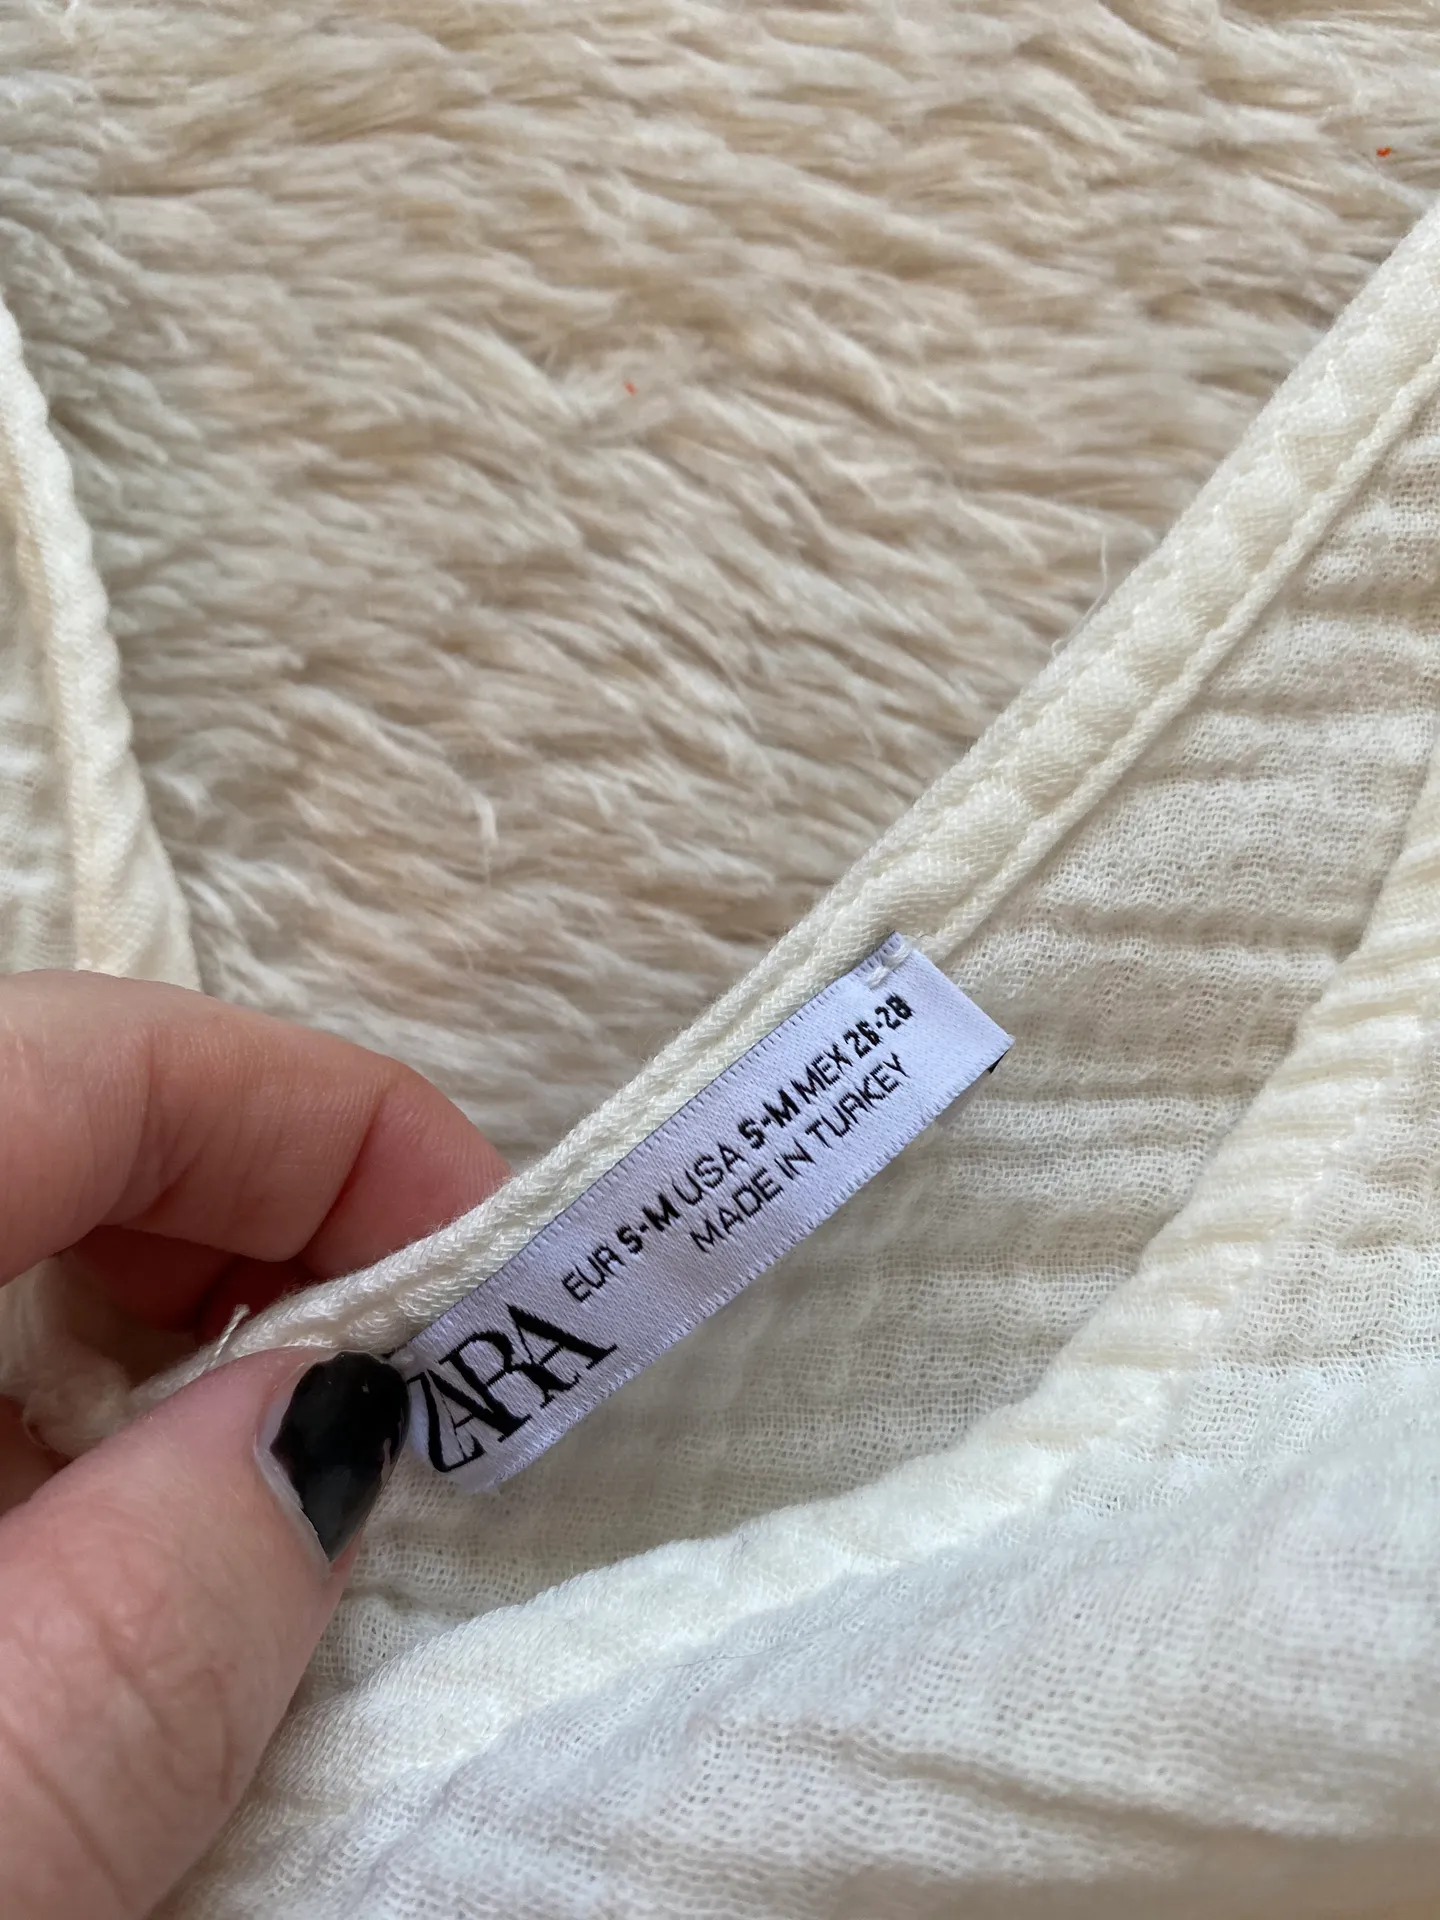 ZARA
EUR S-M USA S-M MEX 26-28
MADE IN TURKEY